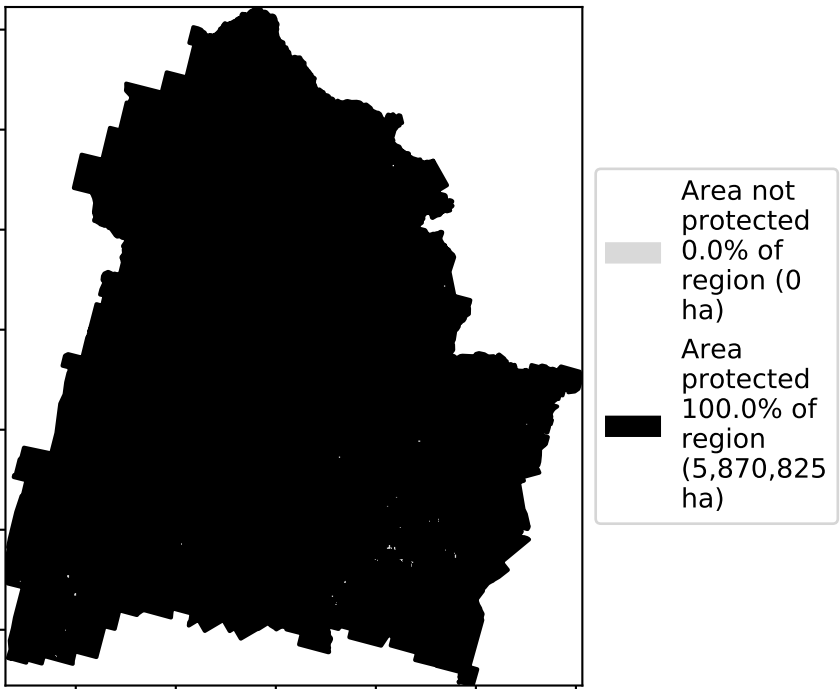 Area not
protected
0.0% of
region (0
ha)
Area
protected
100.0% of
region
(5,870,825
ha)